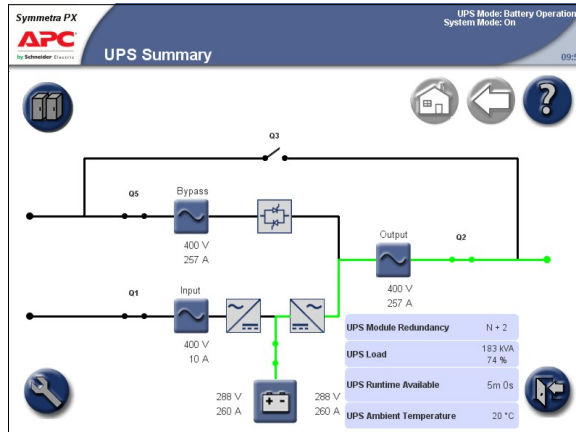 Symmetra PX
APC
by Schneider Electric
UPS Summary
UPS Mode: Battery Operation
System Mode: On
09:5
?
Q3
Q5
Bypass
400 V
257 A
Output
Q2
400 V
257 A
Q1
Input
400 V
10 A
288 V
260 A
288 V
260 A
UPS Module Redundancy N + 2
UPS Load 183 kVA
74 %
UPS Runtime Available 5m 0s
UPS Ambient Temperature 20 °C